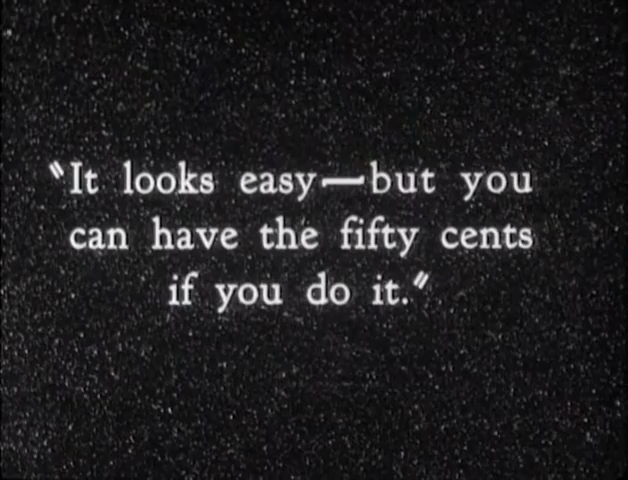 "It looks easy—but you
can have the fifty cents
if you do it."